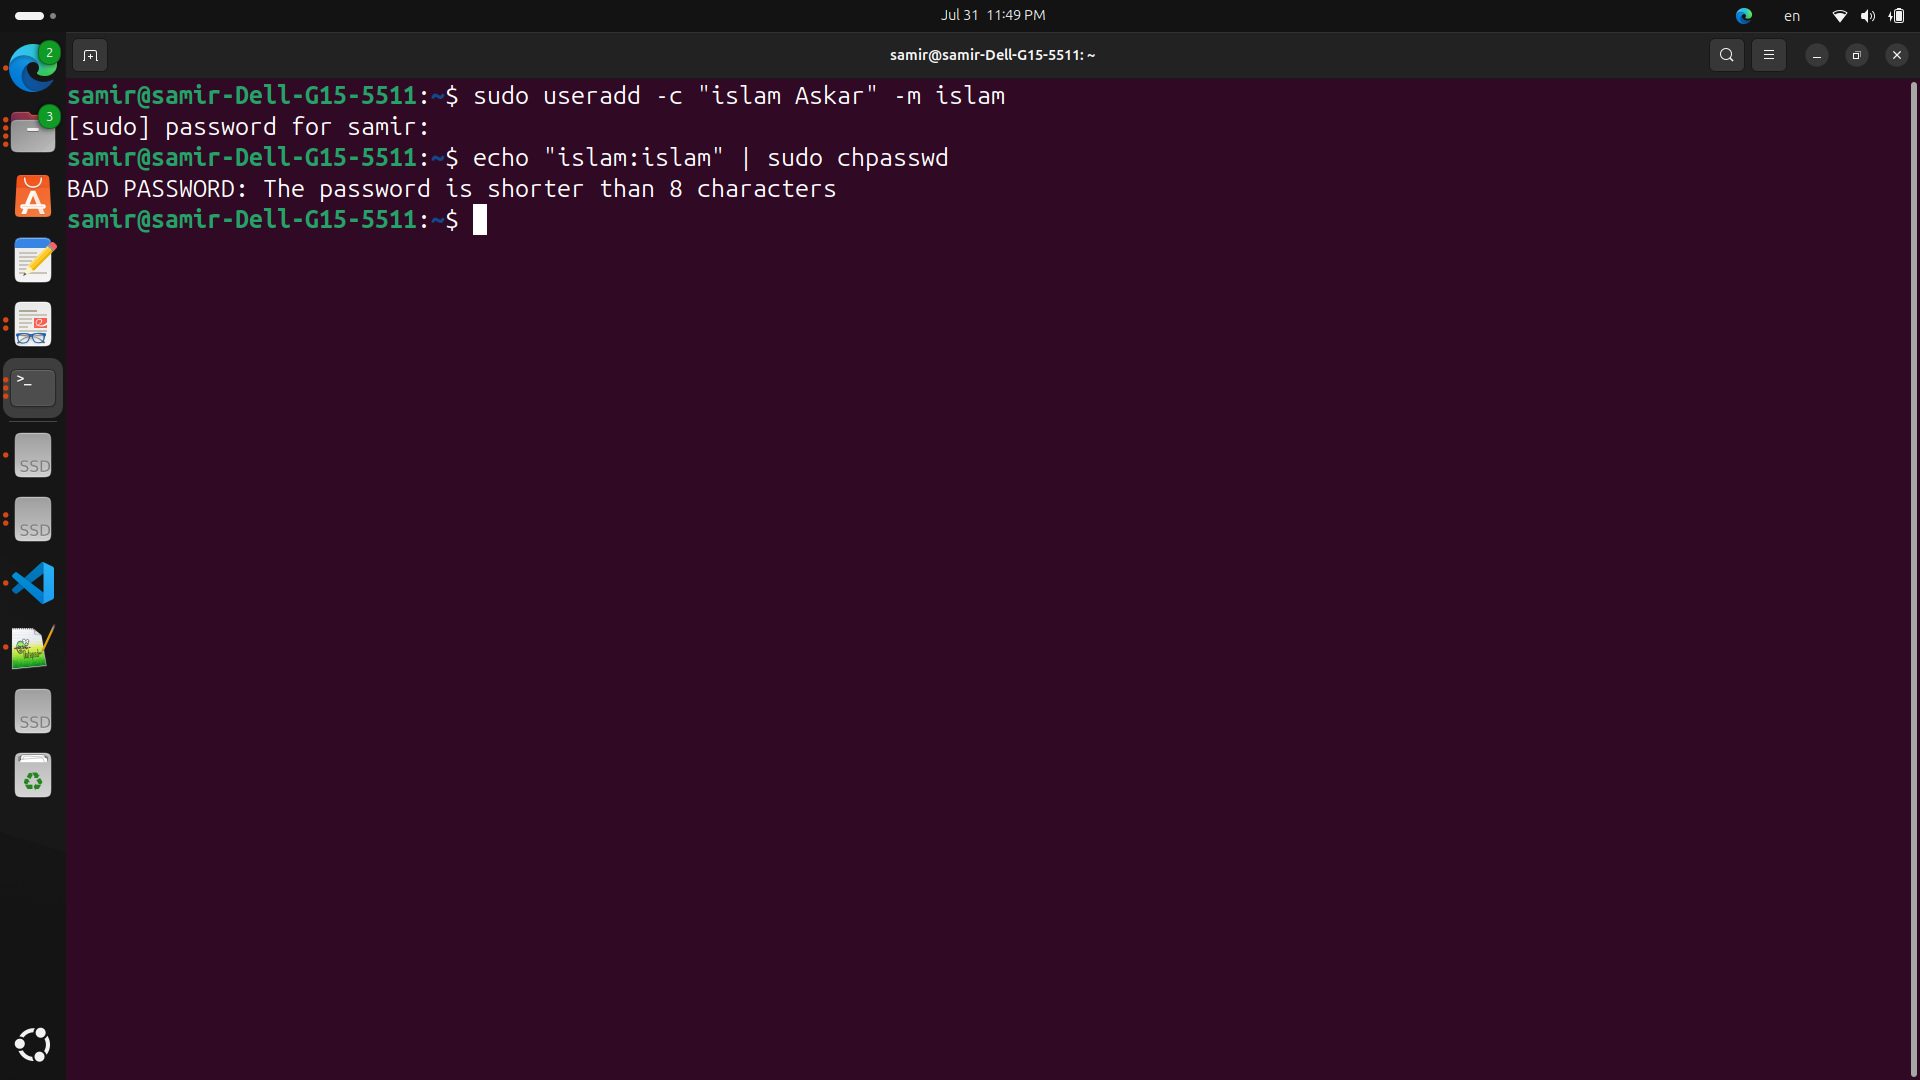 Jul 31 11:49 PM
en
2
samir@samir-Dell-G15-5511: ~
samir@samir-Dell-G15-5511:~$ sudo useradd -c "islam Askar" -m islam
[sudo] password for samir:
samir@samir-Dell-G15-5511:~$ echo "islam:islam" | sudo chpasswd
BAD PASSWORD: The password is shorter than 8 characters
samir@samir-Dell-G15-5511:~$
3
>_
SSD
SSD
SSD